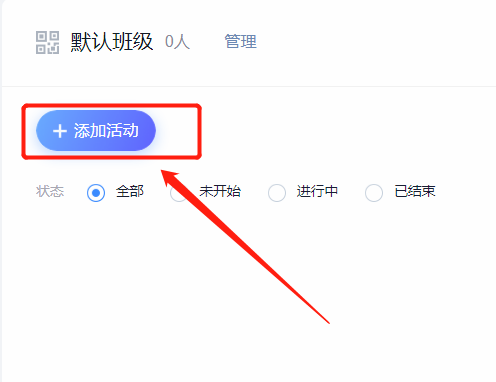 默认班级 0人 管理
+ 添加活动
状态 全部 未开始 进行中 已结束